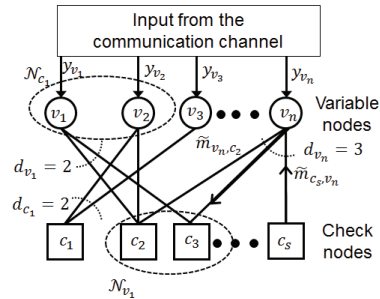 Input from the
communication channel
𝒩_{c_1} y_{v_1} y_{v_2} y_{v_3} y_{v_n}
v_1 v_2 v_3 v_n Variable
nodes
d_{v_1} = 2 m̃_{v_n,c_2} d_{v_n} = 3
m̃_{c_s,v_n}
d_{c_1} = 2
c_1 c_2 c_3 c_s Check
nodes
𝒩_{v_1}